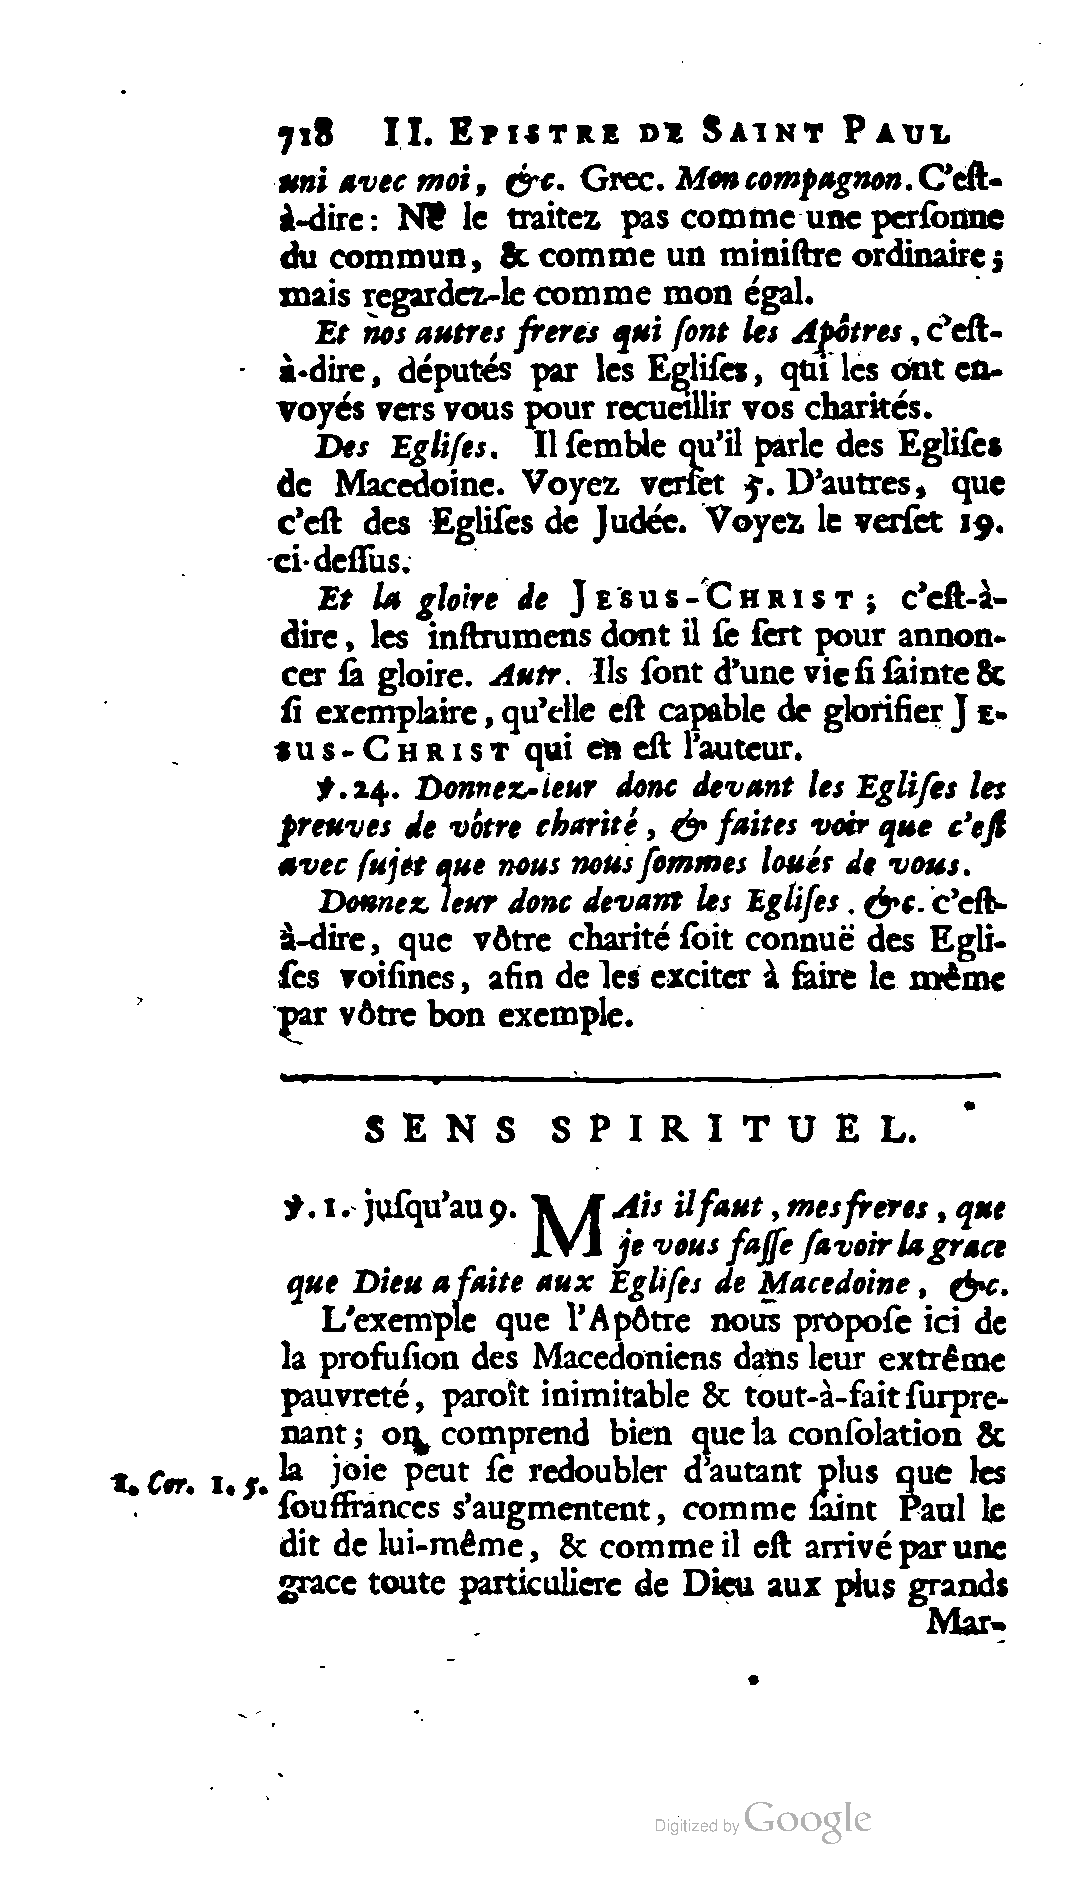 718 II. EPISTRE DE SAINT PAUL
uni avec moi, &c. Grec. Mon compagnon. C'eſt-
à-dire: Ne le traitez pas comme une perſonne
du commun, & comme un miniſtre ordinaire;
mais regardez-le comme mon égal.
Et nos autres freres qui ſont les Apôtres, c'eſt-
à-dire, députés par les Egliſes, qui les ont en-
voyés vers vous pour recueillir vos charités.
Des Egliſes. Il ſemble qu'il parle des Egliſes
de Macedoine. Voyez verſet 5. D'autres, que
c'eſt des Egliſes de Judée. Voyez le verſet 19.
ci-deſſus.
Et la gloire de JESUS-CHRIST; c'eſt-à-
dire, les inſtrumens dont il ſe ſert pour annon-
cer ſa gloire. Autr. Ils ſont d'une vie ſi ſainte &
ſi exemplaire, qu'elle eſt capable de glorifier JE-
SUS-CHRIST qui en eſt l'auteur.
℣. 24. Donnez-leur donc devant les Egliſes les
preuves de vôtre charité, & faites voir que c'eſt
avec ſujet que nous nous ſommes loués de vous.
Donnez leur donc devant les Egliſes. &c. c'eſt-
à-dire, que vôtre charité ſoit connuë des Egli-
ſes voiſines, afin de les exciter à faire le même
par vôtre bon exemple.
SENS SPIRITUEL.
℣. 1. juſqu'au 9. MAis il faut, mes freres, que
je vous faſſe ſavoir la grace
que Dieu a faite aux Egliſes de Macedoine, &c.
L'exemple que l'Apôtre nous propoſe ici de
la profuſion des Macedoniens dans leur extrême
pauvreté, paroît inimitable & tout-à-fait ſurpre-
nant; on comprend bien que la conſolation &
la joie peut ſe redoubler d'autant plus que les
2. Cor. 1. 5.
ſouffrances s'augmentent, comme ſaint Paul le
dit de lui-même, & comme il eſt arrivé par une
grace toute particuliere de Dieu aux plus grands
Mar-
Digitized by Google